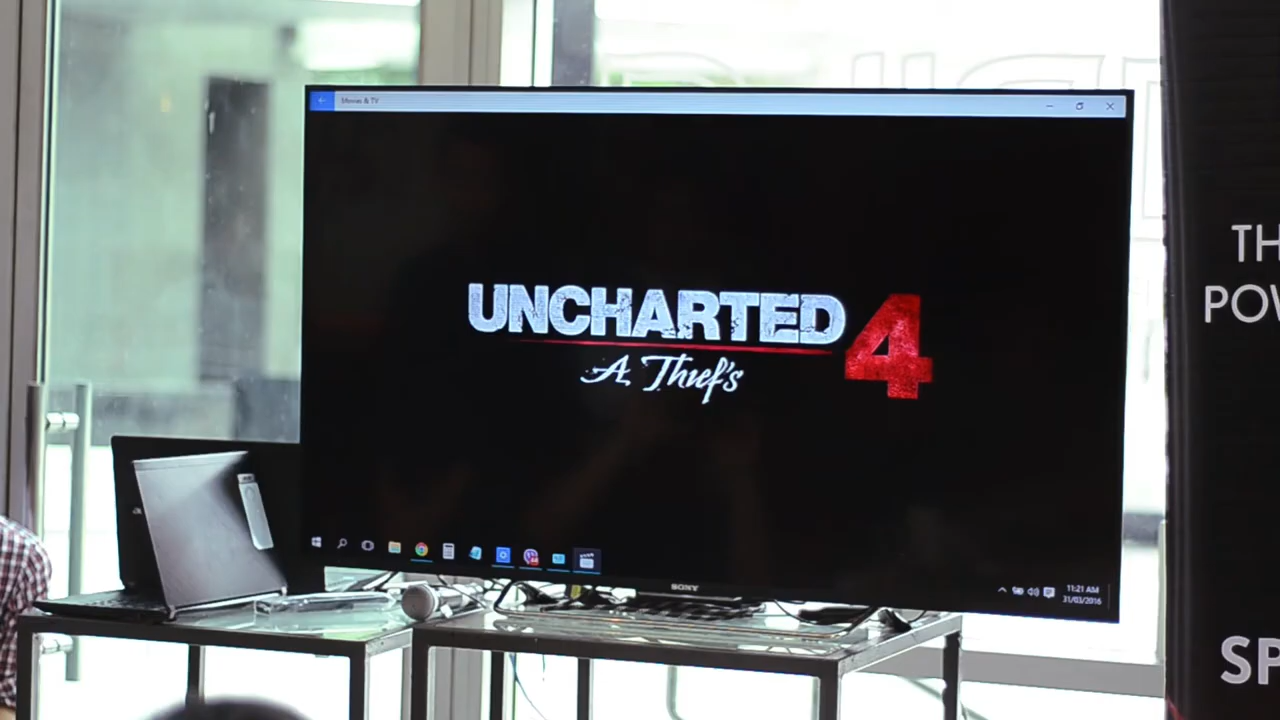 Movies & TV
UNCHARTED 4
A Thief's
SONY
11:21 AM
31/03/2016
TH
POW
SP